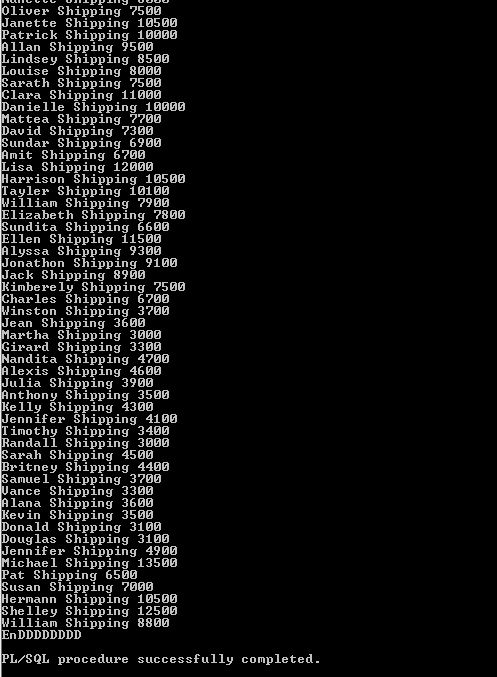 Oliver Shipping 7500
Janette Shipping 10500
Patrick Shipping 10000
Allan Shipping 9500
Lindsey Shipping 8500
Louise Shipping 8000
Sarath Shipping 7500
Clara Shipping 11000
Danielle Shipping 10000
Mattea Shipping 7700
David Shipping 7300
Sundar Shipping 6900
Amit Shipping 6700
Lisa Shipping 12000
Harrison Shipping 10500
Tayler Shipping 10100
William Shipping 7900
Elizabeth Shipping 7800
Sundita Shipping 6600
Ellen Shipping 11500
Alyssa Shipping 9300
Jonathon Shipping 9100
Jack Shipping 8900
Kimberely Shipping 7500
Charles Shipping 6700
Winston Shipping 3700
Jean Shipping 3600
Martha Shipping 3000
Girard Shipping 3300
Nandita Shipping 4700
Alexis Shipping 4600
Julia Shipping 3900
Anthony Shipping 3500
Kelly Shipping 4300
Jennifer Shipping 4100
Timothy Shipping 3400
Randall Shipping 3000
Sarah Shipping 4500
Britney Shipping 4400
Samuel Shipping 3700
Vance Shipping 3300
Alana Shipping 3600
Kevin Shipping 3500
Donald Shipping 3100
Douglas Shipping 3100
Jennifer Shipping 4900
Michael Shipping 13500
Pat Shipping 6500
Susan Shipping 7000
Hermann Shipping 10500
Shelley Shipping 12500
William Shipping 8800
EnDDDDDDDD
PL/SQL procedure successfully completed.